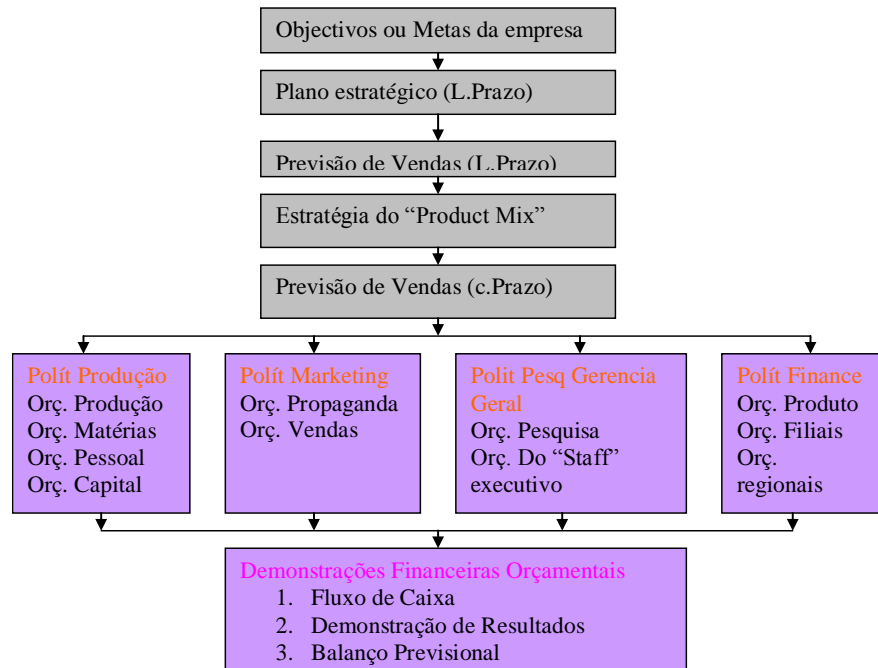 Objectivos ou Metas da empresa
Plano estratégico (L.Prazo)
Previsão de Vendas (L.Prazo)
Estratégia do “Product Mix”
Previsão de Vendas (c.Prazo)
Polít Produção
Orç. Produção
Orç. Matérias
Orç. Pessoal
Orç. Capital
Polít Marketing
Orç. Propaganda
Orç. Vendas
Polit Pesq Gerencia
Geral
Orç. Pesquisa
Orç. Do “Staff”
executivo
Polít Finance
Orç. Produto
Orç. Filiais
Orç.
regionais
Demonstrações Financeiras Orçamentais
1. Fluxo de Caixa
2. Demonstração de Resultados
3. Balanço Previsional